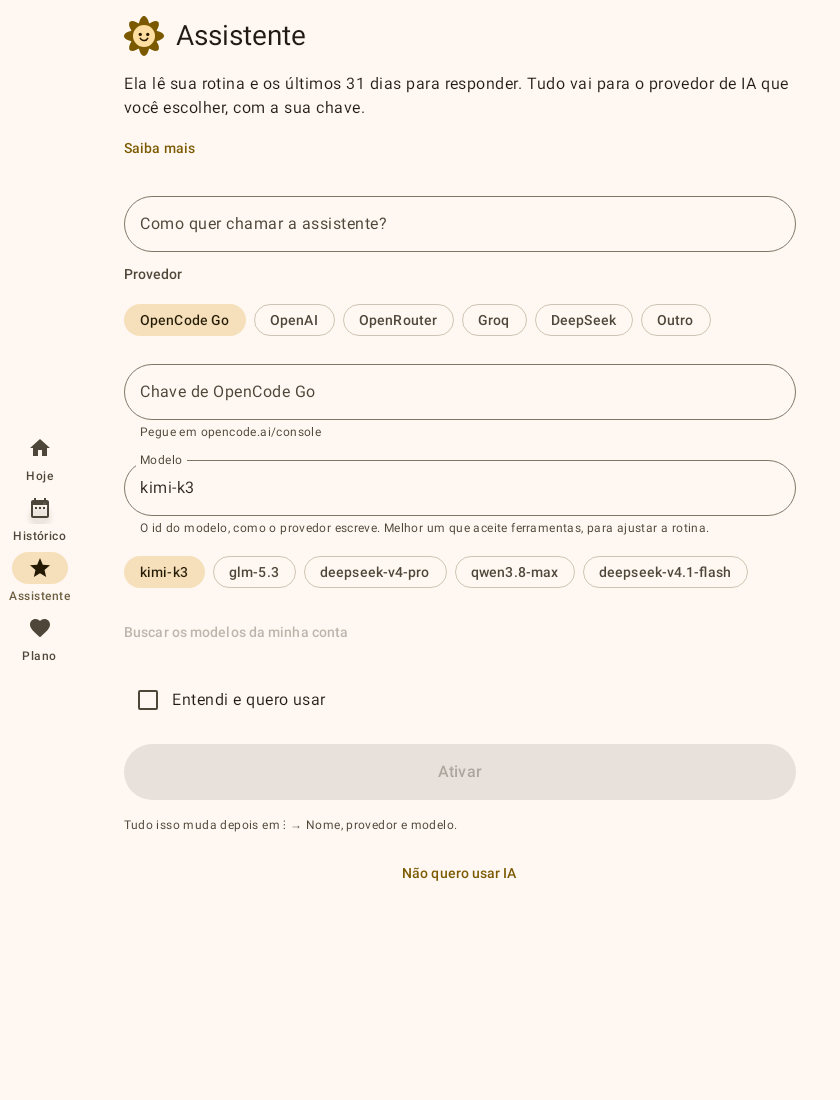 Assistente
Ela lê sua rotina e os últimos 31 dias para responder. Tudo vai para o provedor de IA que
você escolher, com a sua chave.
Saiba mais
Como quer chamar a assistente?
Provedor
OpenCode Go
OpenAI
OpenRouter
Groq
DeepSeek
Outro
Chave de OpenCode Go
Pegue em opencode.ai/console
Modelo
kimi-k3
O id do modelo, como o provedor escreve. Melhor um que aceite ferramentas, para ajustar a rotina.
kimi-k3
glm-5.3
deepseek-v4-pro
qwen3.8-max
deepseek-v4.1-flash
Buscar os modelos da minha conta
Entendi e quero usar
Ativar
Tudo isso muda depois em ⋮ → Nome, provedor e modelo.
Não quero usar IA
Hoje
Histórico
Assistente
Plano